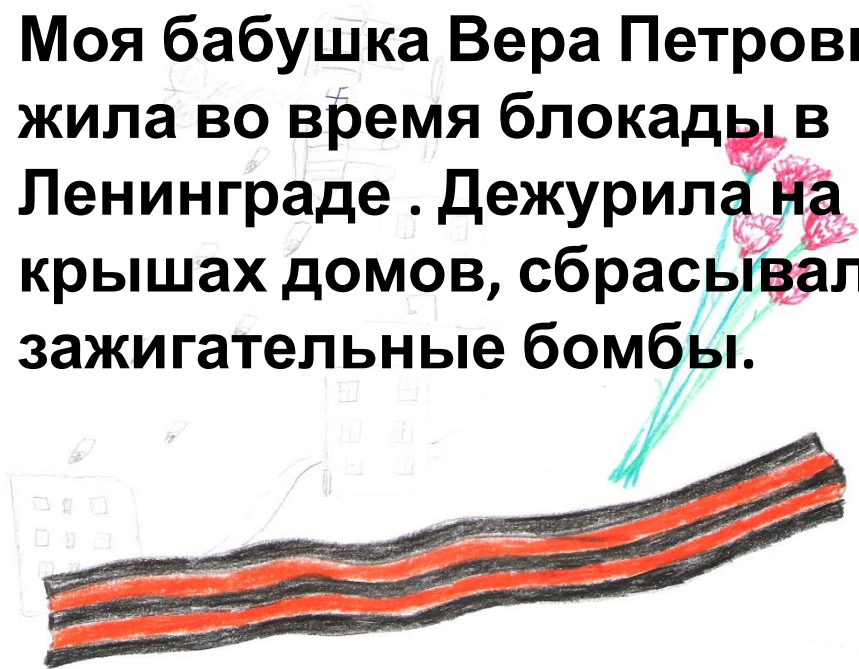 Моя бабушка Вера Петров
жила во время блокады в
Ленинграде . Дежурила на
крышах домов, сбрасывал
зажигательные бомбы.